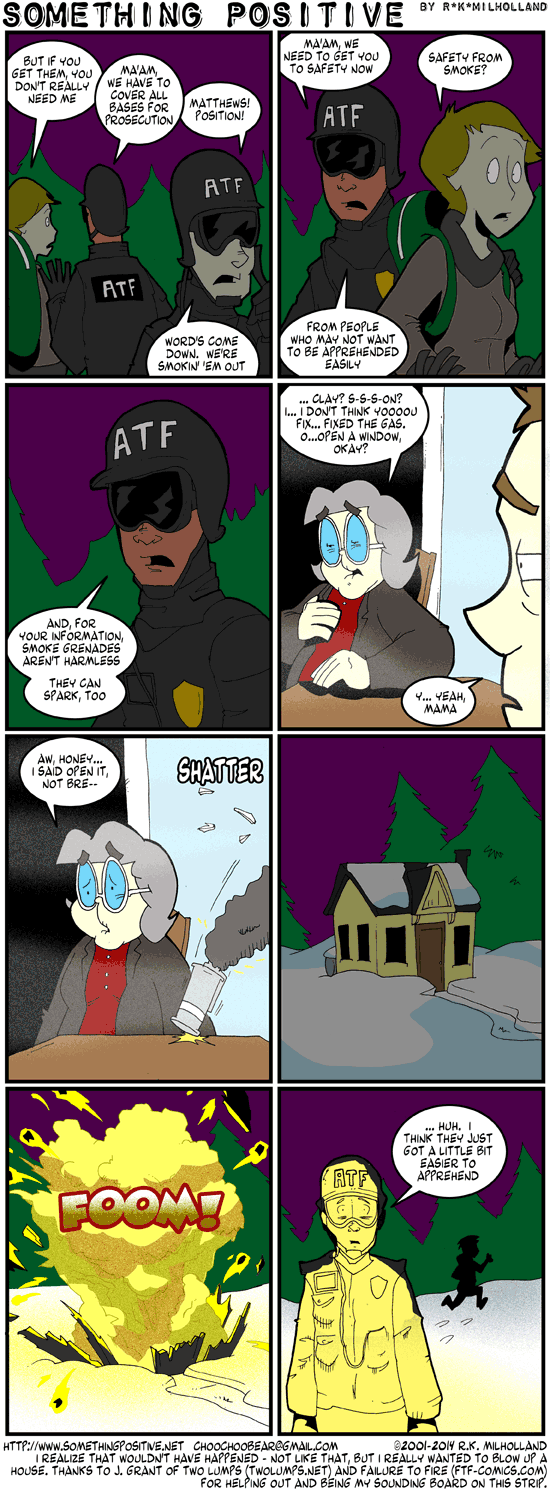 SOMETHING POSITIVE
BY R*K*MILHOLLAND
BUT IF YOU
GET THEM, YOU
DON'T REALLY
NEED ME
MA'AM,
WE HAVE TO
COVER ALL
BASES FOR
PROSECUTION
MATTHEWS!
POSITION!
ATF
ATF
WORD'S COME
DOWN. WE'RE
SMOKIN' 'EM OUT
MA'AM, WE
NEED TO GET YOU
TO SAFETY NOW
SAFETY FROM
SMOKE?
ATF
FROM PEOPLE
WHO MAY NOT WANT
TO BE APPREHENDED
EASILY
ATF
AND, FOR
YOUR INFORMATION,
SMOKE GRENADES
AREN'T HARMLESS
THEY CAN
SPARK, TOO
... CLAY? S-S-S-ON?
I... I DON'T THINK YOOOOU
FIX... FIXED THE GAS.
O...OPEN A WINDOW,
OKAY?
Y... YEAH,
MAMA
AW, HONEY...
I SAID OPEN IT,
NOT BRE--
SHATTER
FOOM!
... HUH. I
THINK THEY JUST
GOT A LITTLE BIT
EASIER TO
APPREHEND
ATF
HTTP://WWW.SOMETHINGPOSITIVE.NET CHOOCHOOBEAR@GMAIL.COM ©2001-2014 R.K. MILHOLLAND
I REALIZE THAT WOULDN'T HAVE HAPPENED - NOT LIKE THAT, BUT I REALLY WANTED TO BLOW UP A
HOUSE. THANKS TO J. GRANT OF TWO LUMPS (TWOLUMPS.NET) AND FAILURE TO FIRE (FTF-COMICS.COM)
FOR HELPING OUT AND BEING MY SOUNDING BOARD ON THIS STRIP.